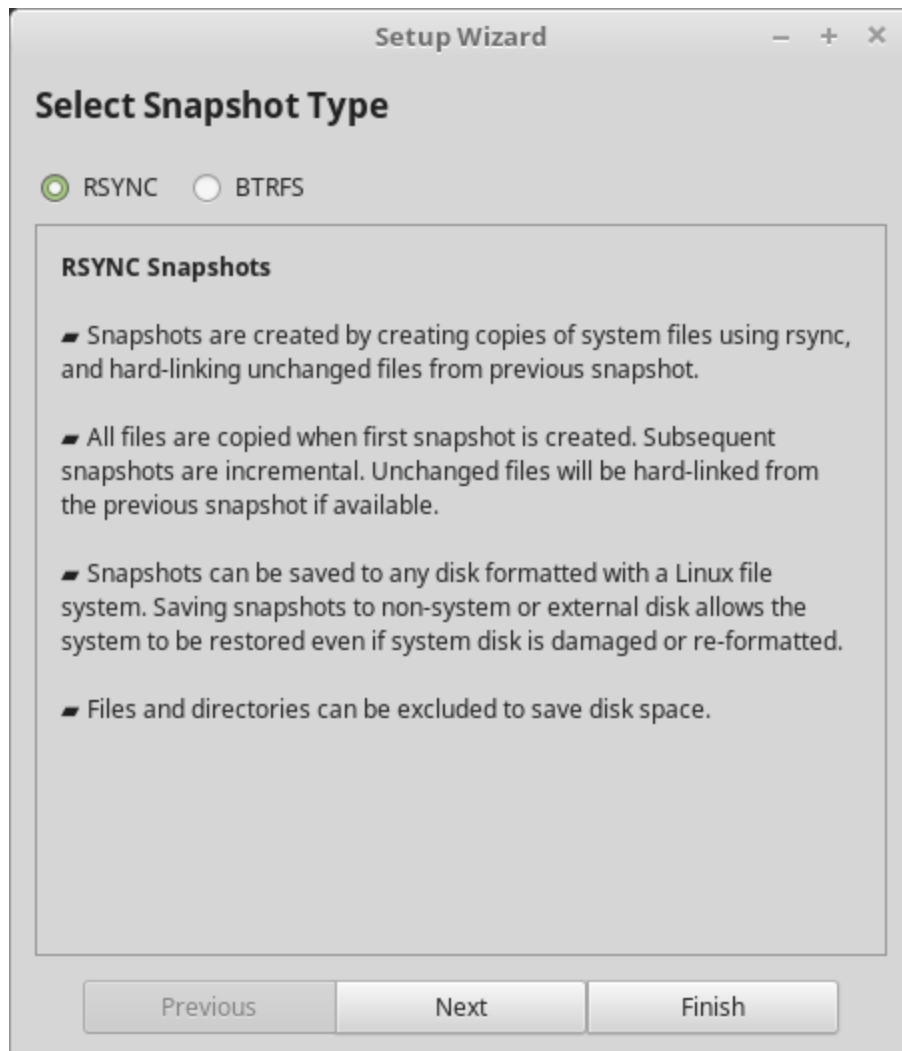 Setup Wizard
Select Snapshot Type
RSYNC BTRFS
RSYNC Snapshots
▰ Snapshots are created by creating copies of system files using rsync,
and hard-linking unchanged files from previous snapshot.
▰ All files are copied when first snapshot is created. Subsequent
snapshots are incremental. Unchanged files will be hard-linked from
the previous snapshot if available.
▰ Snapshots can be saved to any disk formatted with a Linux file
system. Saving snapshots to non-system or external disk allows the
system to be restored even if system disk is damaged or re-formatted.
▰ Files and directories can be excluded to save disk space.
Previous Next Finish